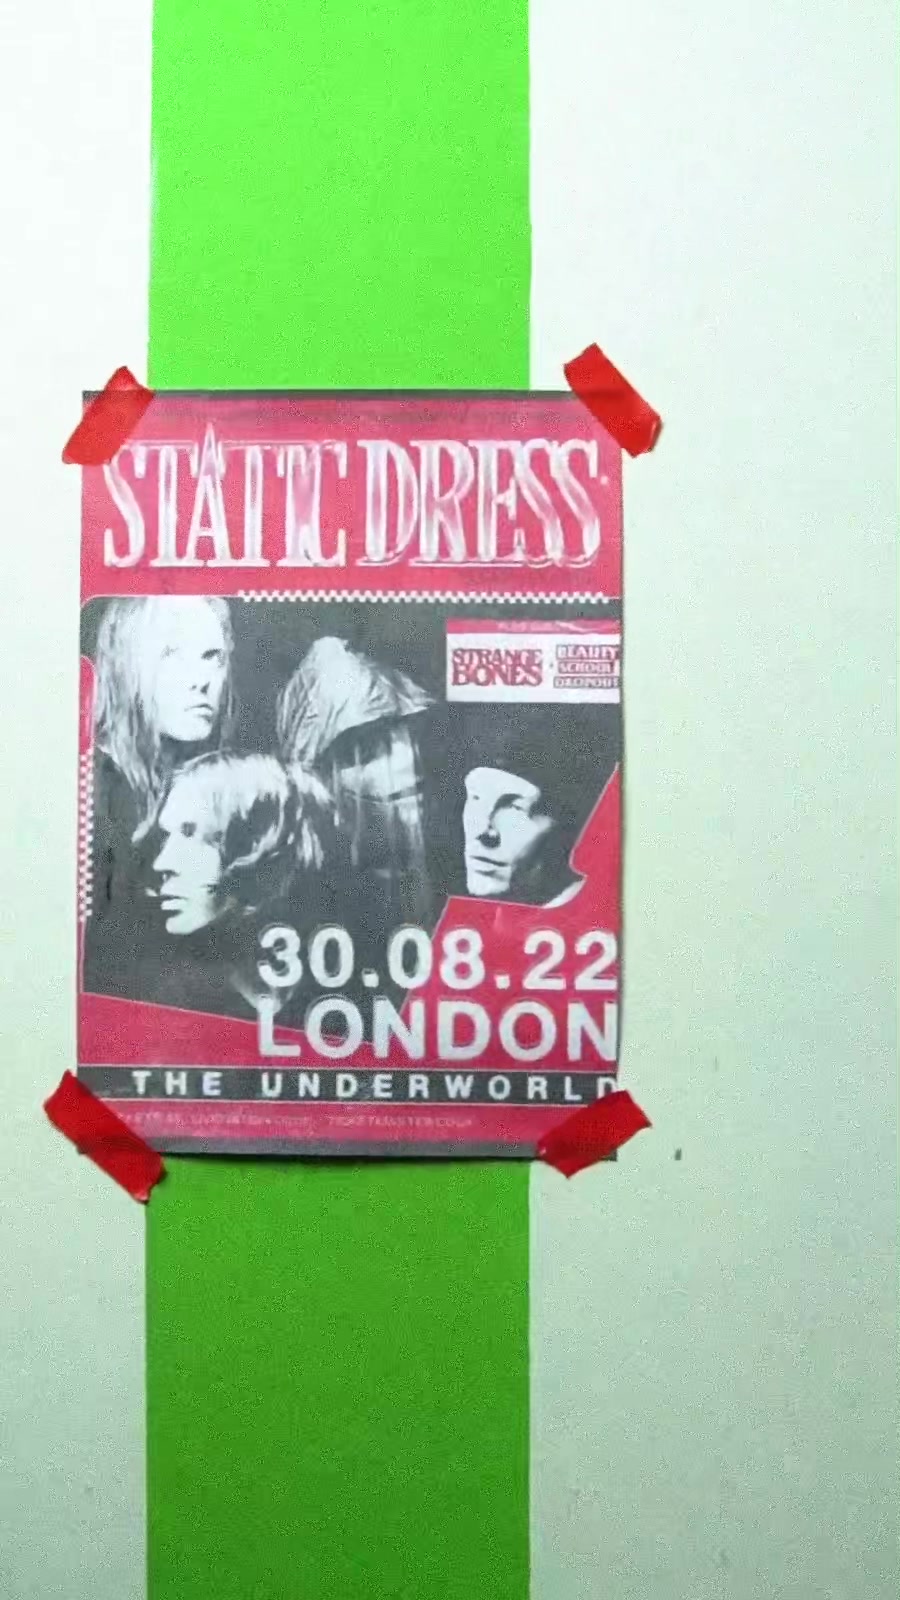 STATIC DRESS
STRANGE
BONES
BEAUTY
SCHOOL
DROPOUT
30.08.22
LONDON
THE UNDERWORLD